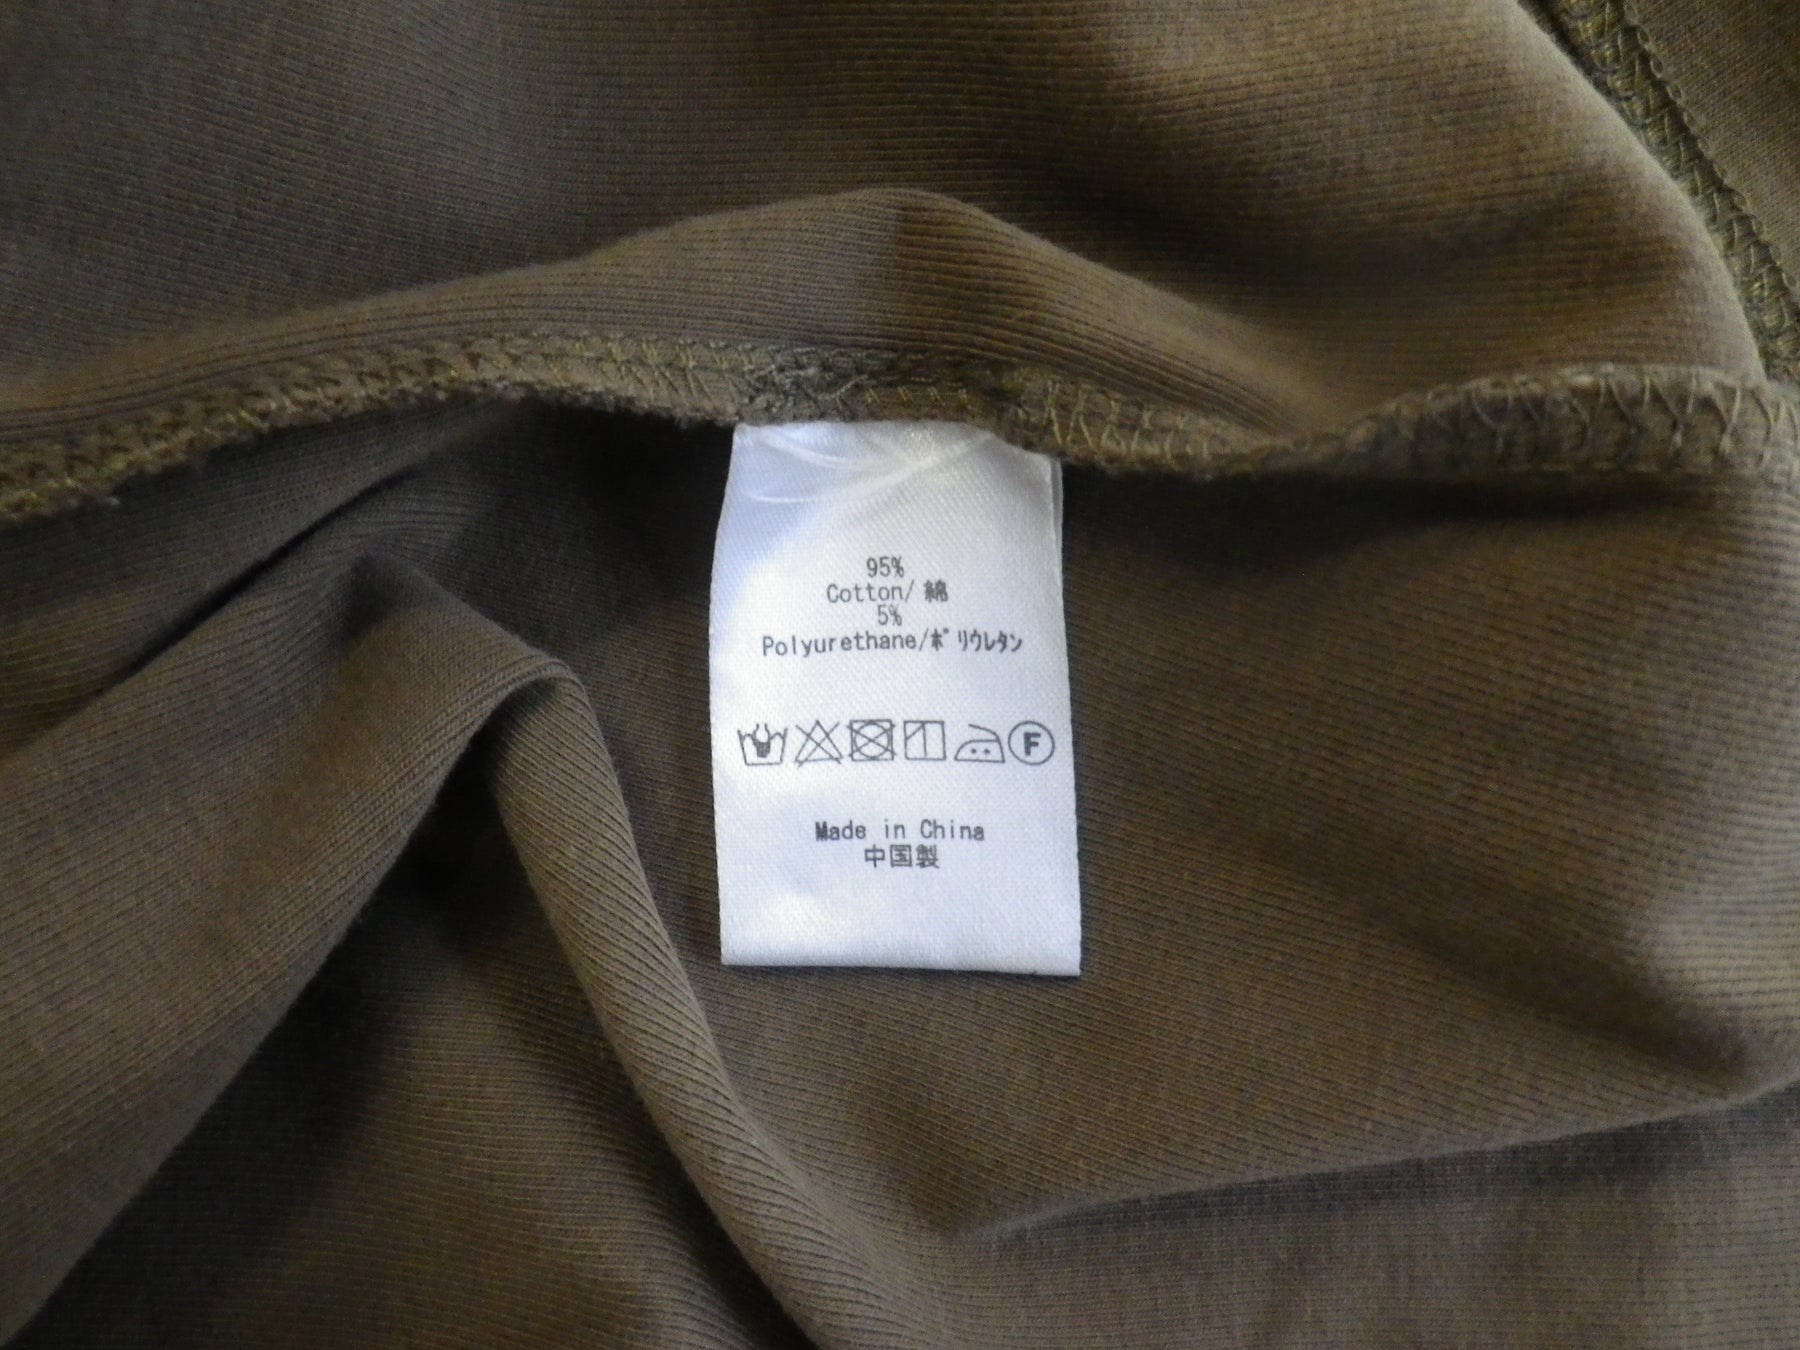 95%
Cotton/綿
5%
Polyurethane/ポリウレタン
F
Made in China
中国製